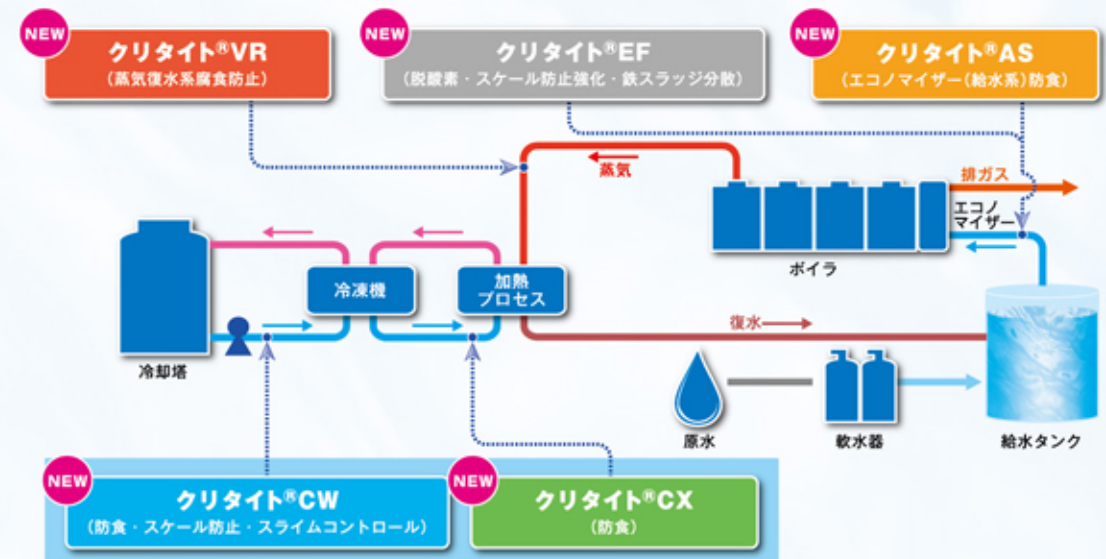 NEW
クリタイト®VR
(蒸気復水系腐食防止)
NEW
クリタイト®EF
(脱酸素・スケール防止強化・鉄スラッジ分散)
NEW
クリタイト®AS
(エコノマイザー(給水系)防食)
蒸気
排ガス
エコノ
マイザー
ボイラ
冷凍機
加熱
プロセス
復水
冷却塔
原水
軟水器
給水タンク
NEW
クリタイト®CW
(防食・スケール防止・スライムコントロール)
NEW
クリタイト®CX
(防食)